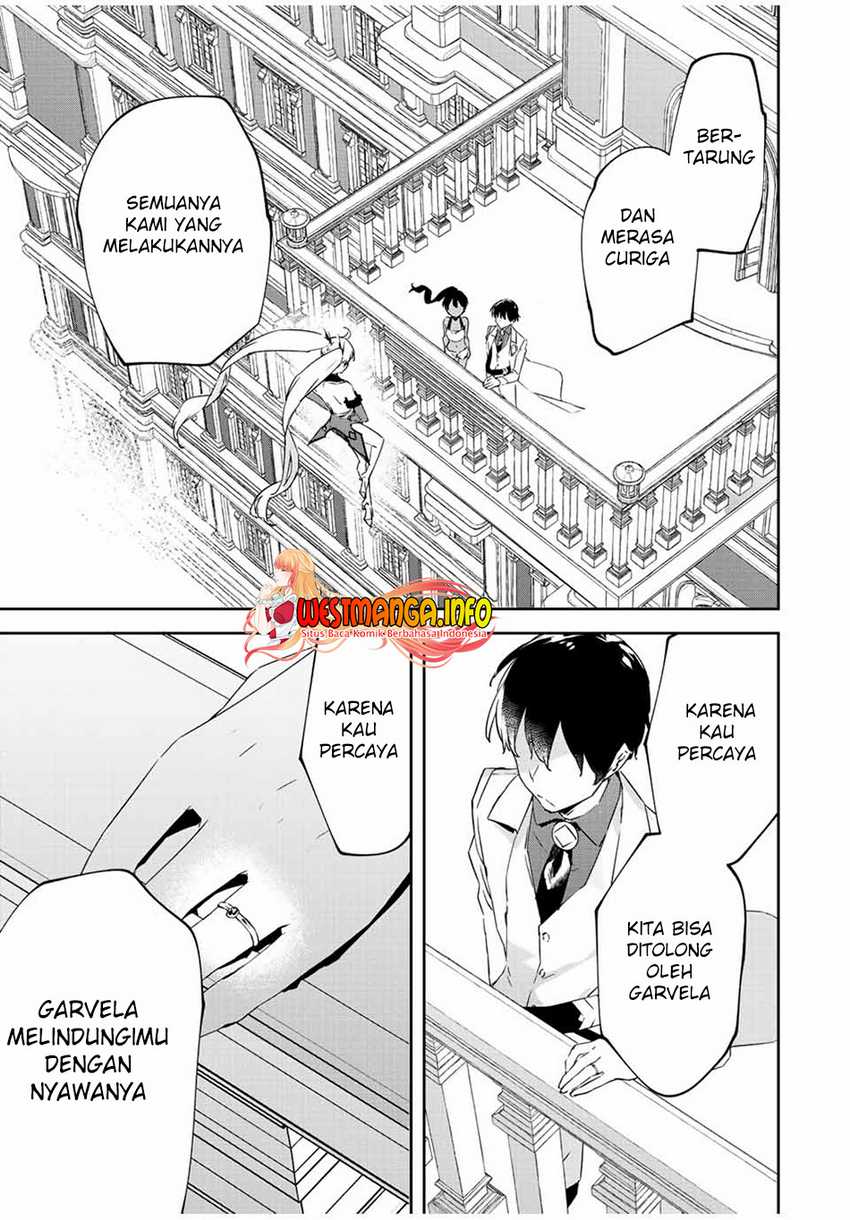 BER-
TARUNG
DAN
MERASA
CURIGA
SEMUANYA
KAMI YANG
MELAKUKANNYA
WESTMANGA.INFO
Situs Baca Komik Berbahasa Indonesia
KARENA
KAU
PERCAYA
KITA BISA
DITOLONG
OLEH
GARVELA
KARENA
KAU
PERCAYA
GARVELA
MELINDUNGIMU
DENGAN
NYAWANYA